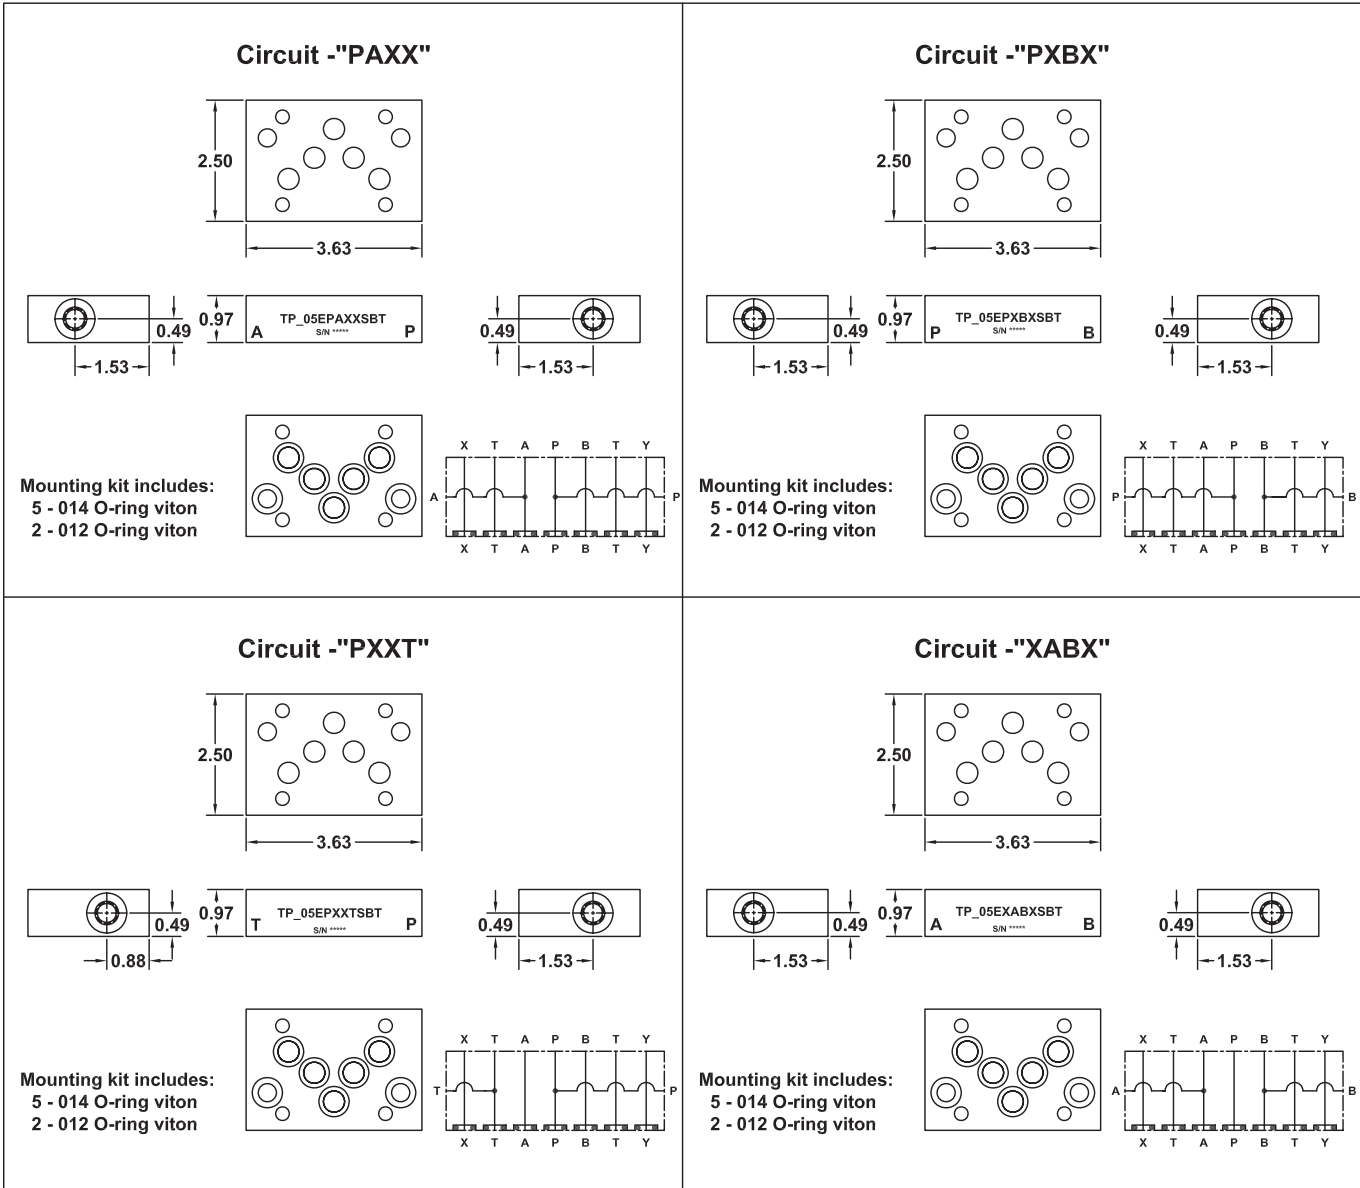 Circuit -"PAXX"
2.50
3.63
0.49
1.53
0.97
TP_05EPAXXSBT
S/N *****
A P
0.49
1.53
Mounting kit includes:
5 - 014 O-ring viton
2 - 012 O-ring viton
X T A P B T Y
A P
X T A P B T Y
Circuit -"PXBX"
2.50
3.63
0.49
1.53
0.97
TP_05EPXBXSBT
S/N *****
P B
0.49
1.53
Mounting kit includes:
5 - 014 O-ring viton
2 - 012 O-ring viton
X T A P B T Y
P B
X T A P B T Y
Circuit -"PXXT"
2.50
3.63
0.49
0.88
0.97
TP_05EPXXTSBT
S/N *****
T P
0.49
1.53
Mounting kit includes:
5 - 014 O-ring viton
2 - 012 O-ring viton
X T A P B T Y
T P
X T A P B T Y
Circuit -"XABX"
2.50
3.63
0.49
1.53
0.97
TP_05EXABXSBT
S/N *****
A B
0.49
1.53
Mounting kit includes:
5 - 014 O-ring viton
2 - 012 O-ring viton
X T A P B T Y
A B
X T A P B T Y